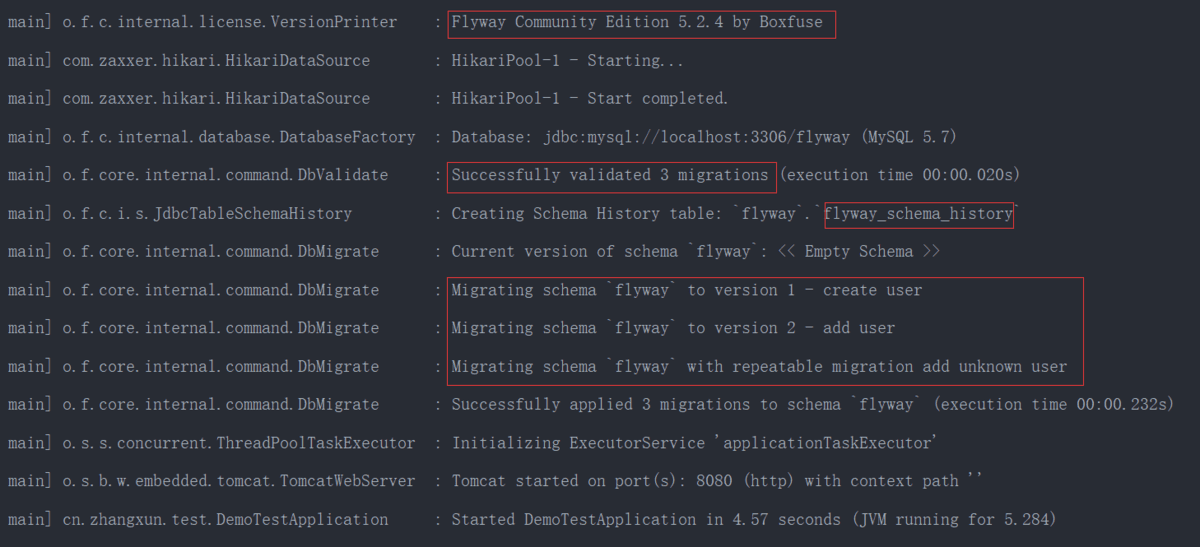 main] o.f.c.internal.license.VersionPrinter : Flyway Community Edition 5.2.4 by Boxfuse
main] com.zaxxer.hikari.HikariDataSource : HikariPool-1 - Starting...
main] com.zaxxer.hikari.HikariDataSource : HikariPool-1 - Start completed.
main] o.f.c.internal.database.DatabaseFactory : Database: jdbc:mysql://localhost:3306/flyway (MySQL 5.7)
main] o.f.core.internal.command.DbValidate : Successfully validated 3 migrations (execution time 00:00.020s)
main] o.f.c.i.s.JdbcTableSchemaHistory : Creating Schema History table: `flyway`.`flyway_schema_history`
main] o.f.core.internal.command.DbMigrate : Current version of schema `flyway`: << Empty Schema >>
main] o.f.core.internal.command.DbMigrate : Migrating schema `flyway` to version 1 - create user
main] o.f.core.internal.command.DbMigrate : Migrating schema `flyway` to version 2 - add user
main] o.f.core.internal.command.DbMigrate : Migrating schema `flyway` with repeatable migration add unknown user
main] o.f.core.internal.command.DbMigrate : Successfully applied 3 migrations to schema `flyway` (execution time 00:00.232s)
main] o.s.s.concurrent.ThreadPoolTaskExecutor : Initializing ExecutorService 'applicationTaskExecutor'
main] o.s.b.w.embedded.tomcat.TomcatWebServer : Tomcat started on port(s): 8080 (http) with context path ''
main] cn.zhangxun.test.DemoTestApplication : Started DemoTestApplication in 4.57 seconds (JVM running for 5.284)